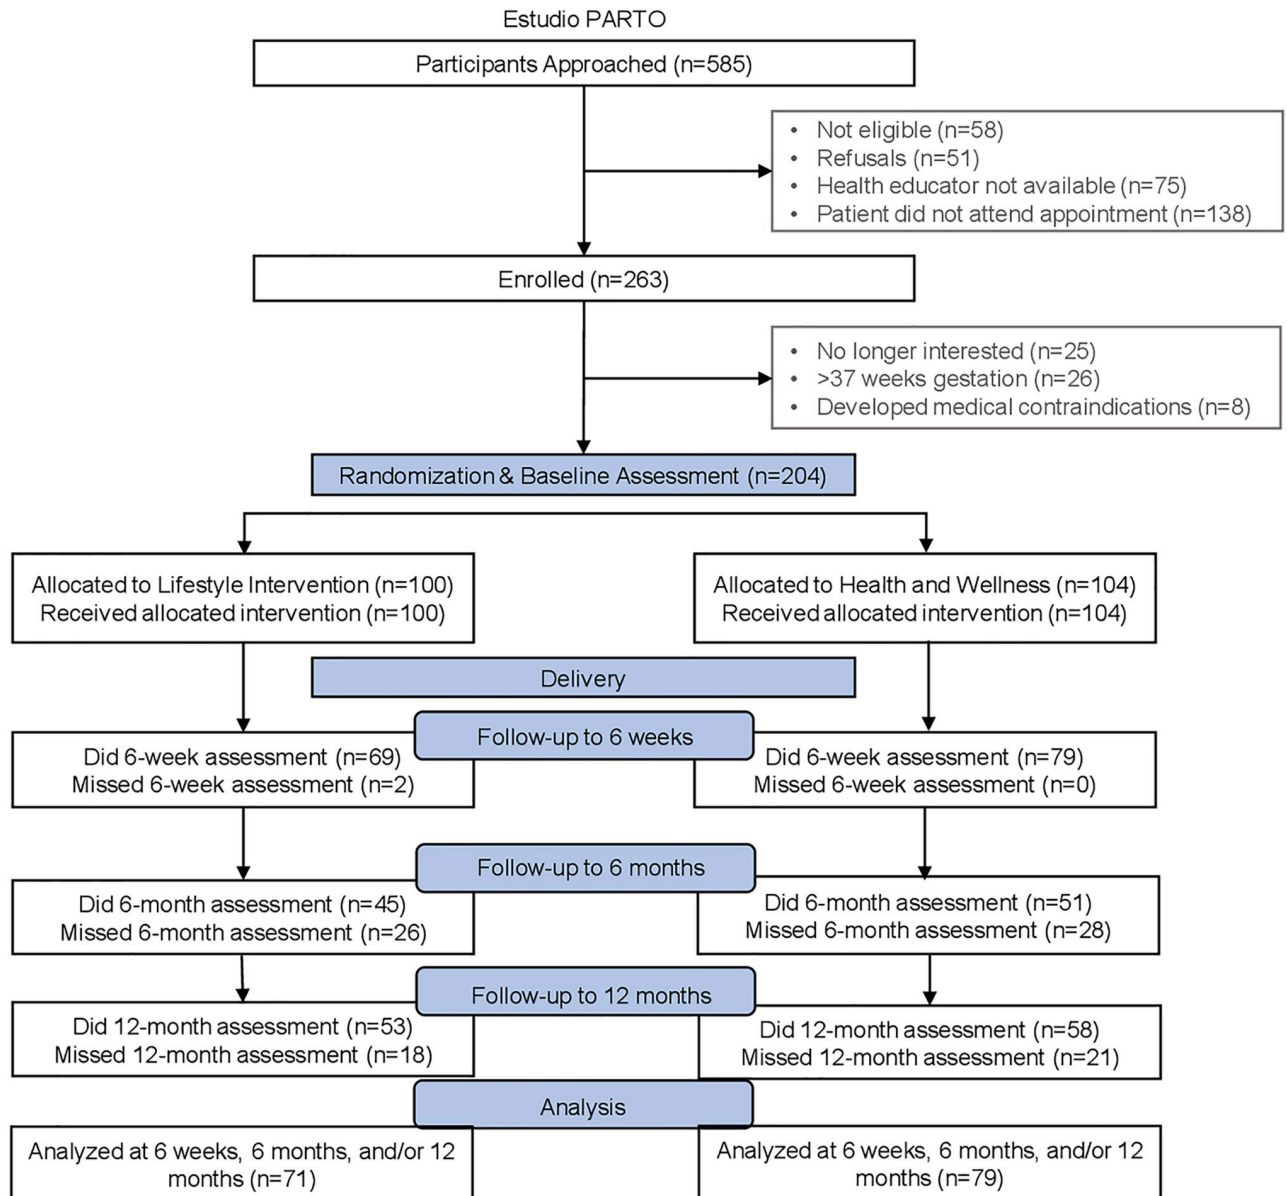 Estudio PARTO
Participants Approached (n=585)
• Not eligible (n=58)
• Refusals (n=51)
• Health educator not available (n=75)
• Patient did not attend appointment (n=138)
Enrolled (n=263)
• No longer interested (n=25)
• >37 weeks gestation (n=26)
• Developed medical contraindications (n=8)
Randomization & Baseline Assessment (n=204)
Allocated to Lifestyle Intervention (n=100)
Received allocated intervention (n=100)
Allocated to Health and Wellness (n=104)
Received allocated intervention (n=104)
Delivery
Follow-up to 6 weeks
Did 6-week assessment (n=69)
Missed 6-week assessment (n=2)
Did 6-week assessment (n=79)
Missed 6-week assessment (n=0)
Follow-up to 6 months
Did 6-month assessment (n=45)
Missed 6-month assessment (n=26)
Did 6-month assessment (n=51)
Missed 6-month assessment (n=28)
Follow-up to 12 months
Did 12-month assessment (n=53)
Missed 12-month assessment (n=18)
Did 12-month assessment (n=58)
Missed 12-month assessment (n=21)
Analysis
Analyzed at 6 weeks, 6 months, and/or 12
months (n=71)
Analyzed at 6 weeks, 6 months, and/or 12
months (n=79)